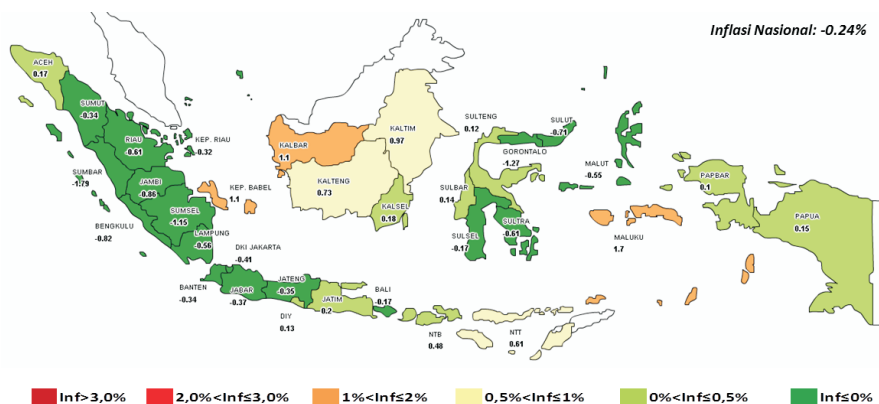 Inflasi Nasional: -0.24%
ACEH
0.17
SUMUT
-0.34
RIAU
-0.61
KEP. RIAU
-0.32
SUMBAR
-1.79
JAMBI
-0.86
KEP. BABEL
1.1
SUMSEL
-1.15
BENGKULU
-0.82
LAMPUNG
-0.56
DKI JAKARTA
-0.41
BANTEN
-0.34
JABAR
-0.37
JATENG
-0.35
DIY
0.13
JATIM
0.2
BALI
-0.17
NTB
0.48
NTT
0.61
KALBAR
1.1
KALTENG
0.73
KALTIM
0.97
KALSEL
0.18
SULTENG
0.12
SULUT
-0.71
GORONTALO
-1.27
SULBAR
0.14
SULSEL
-0.17
SULTRA
-0.61
MALUT
-0.55
MALUKU
1.7
PAPBAR
0.1
PAPUA
0.15
Inf>3,0%
2,0%<Inf≤3,0%
1%<Inf≤2%
0,5%<Inf≤1%
0%<Inf≤0,5%
Inf≤0%